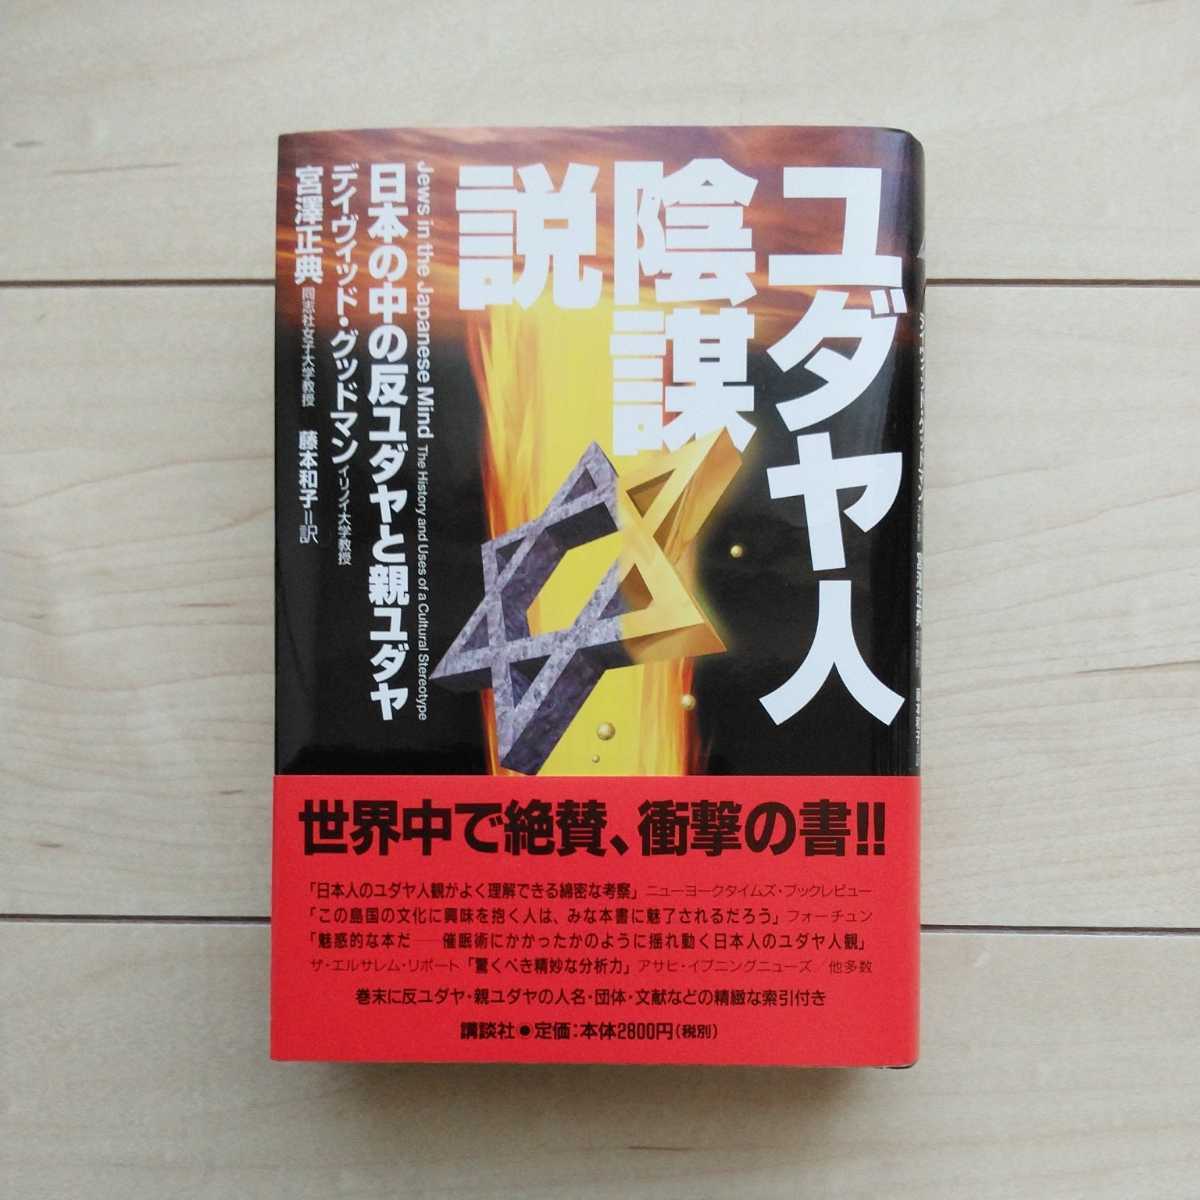 ユダヤ人
陰謀
説
Jews in the Japanese Mind The History and Uses of a Cultural Stereotype
日本の中の反ユダヤと親ユダヤ
デイヴィッド・グッドマン イリノイ大学教授
宮澤正典 同志社女子大学教授 藤本和子=訳
世界中で絶賛、衝撃の書!!
「日本人のユダヤ人観がよく理解できる綿密な考察」ニューヨークタイムズ・ブックレビュー
「この島国の文化に興味を抱く人は、みな本書に魅了されるだろう」フォーチュン
「魅惑的な本だ――催眠術にかかったかのように揺れ動く日本人のユダヤ人観」
ザ・エルサレム・リポート「驚くべき精妙な分析力」アサヒ・イブニングニューズ/他多数
巻末に反ユダヤ・親ユダヤの人名・団体・文献などの精緻な索引付き
講談社●定価:本体2800円(税別)